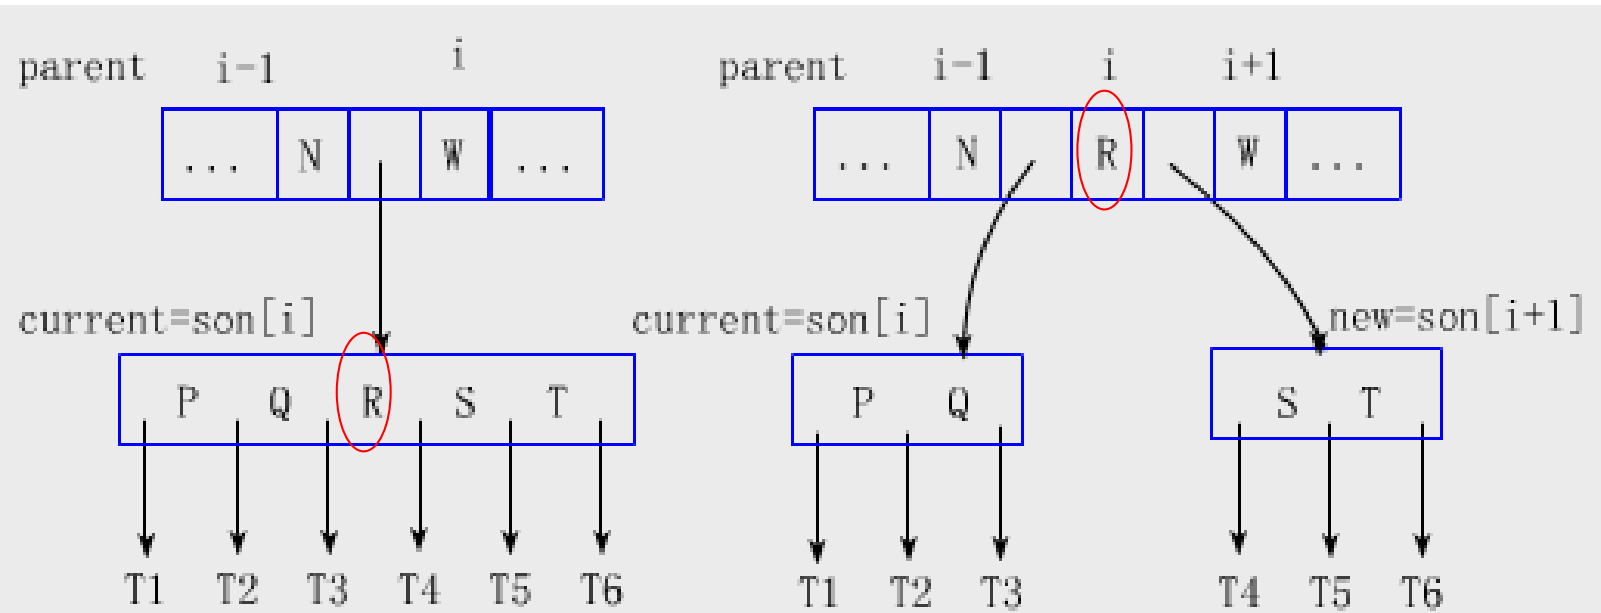 parent i-1 i
... N W ...
current=son[i]
P Q R S T
T1 T2 T3 T4 T5 T6
parent i-1 i i+1
... N R W ...
current=son[i] new=son[i+1]
P Q S T
T1 T2 T3 T4 T5 T6